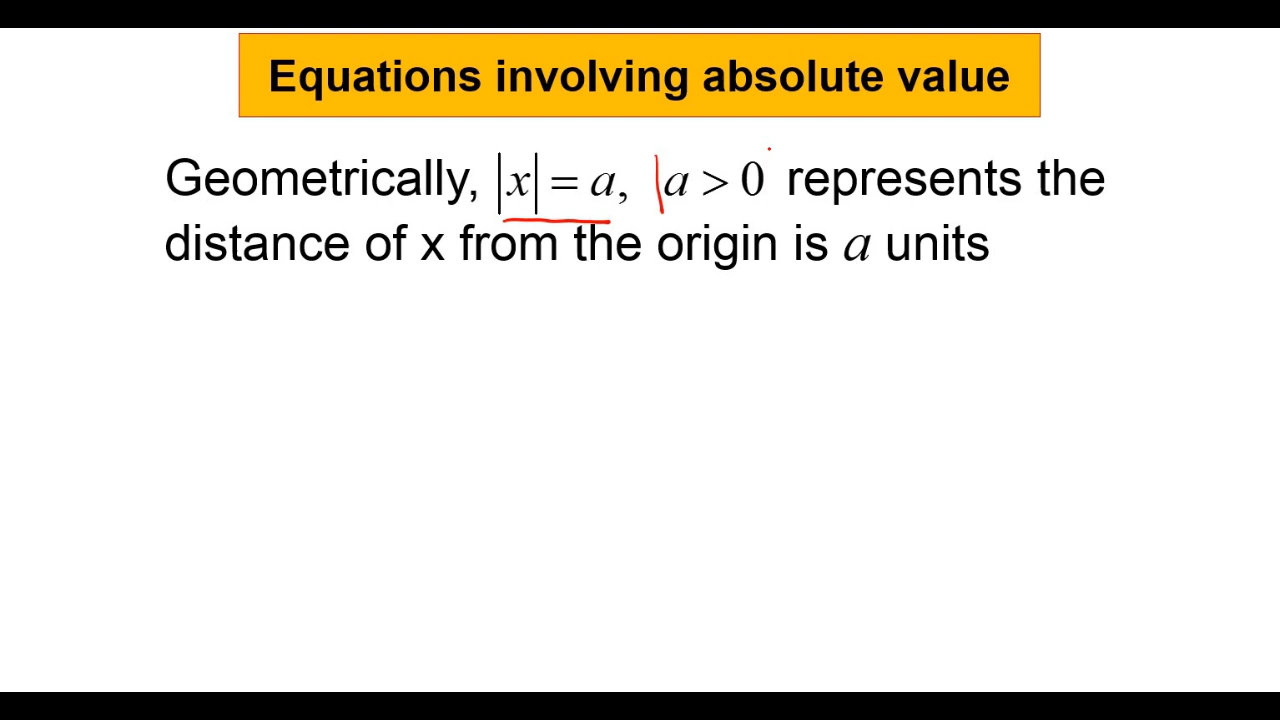 Equations involving absolute value
Geometrically, |x| = a, a > 0 represents the
distance of x from the origin is a units